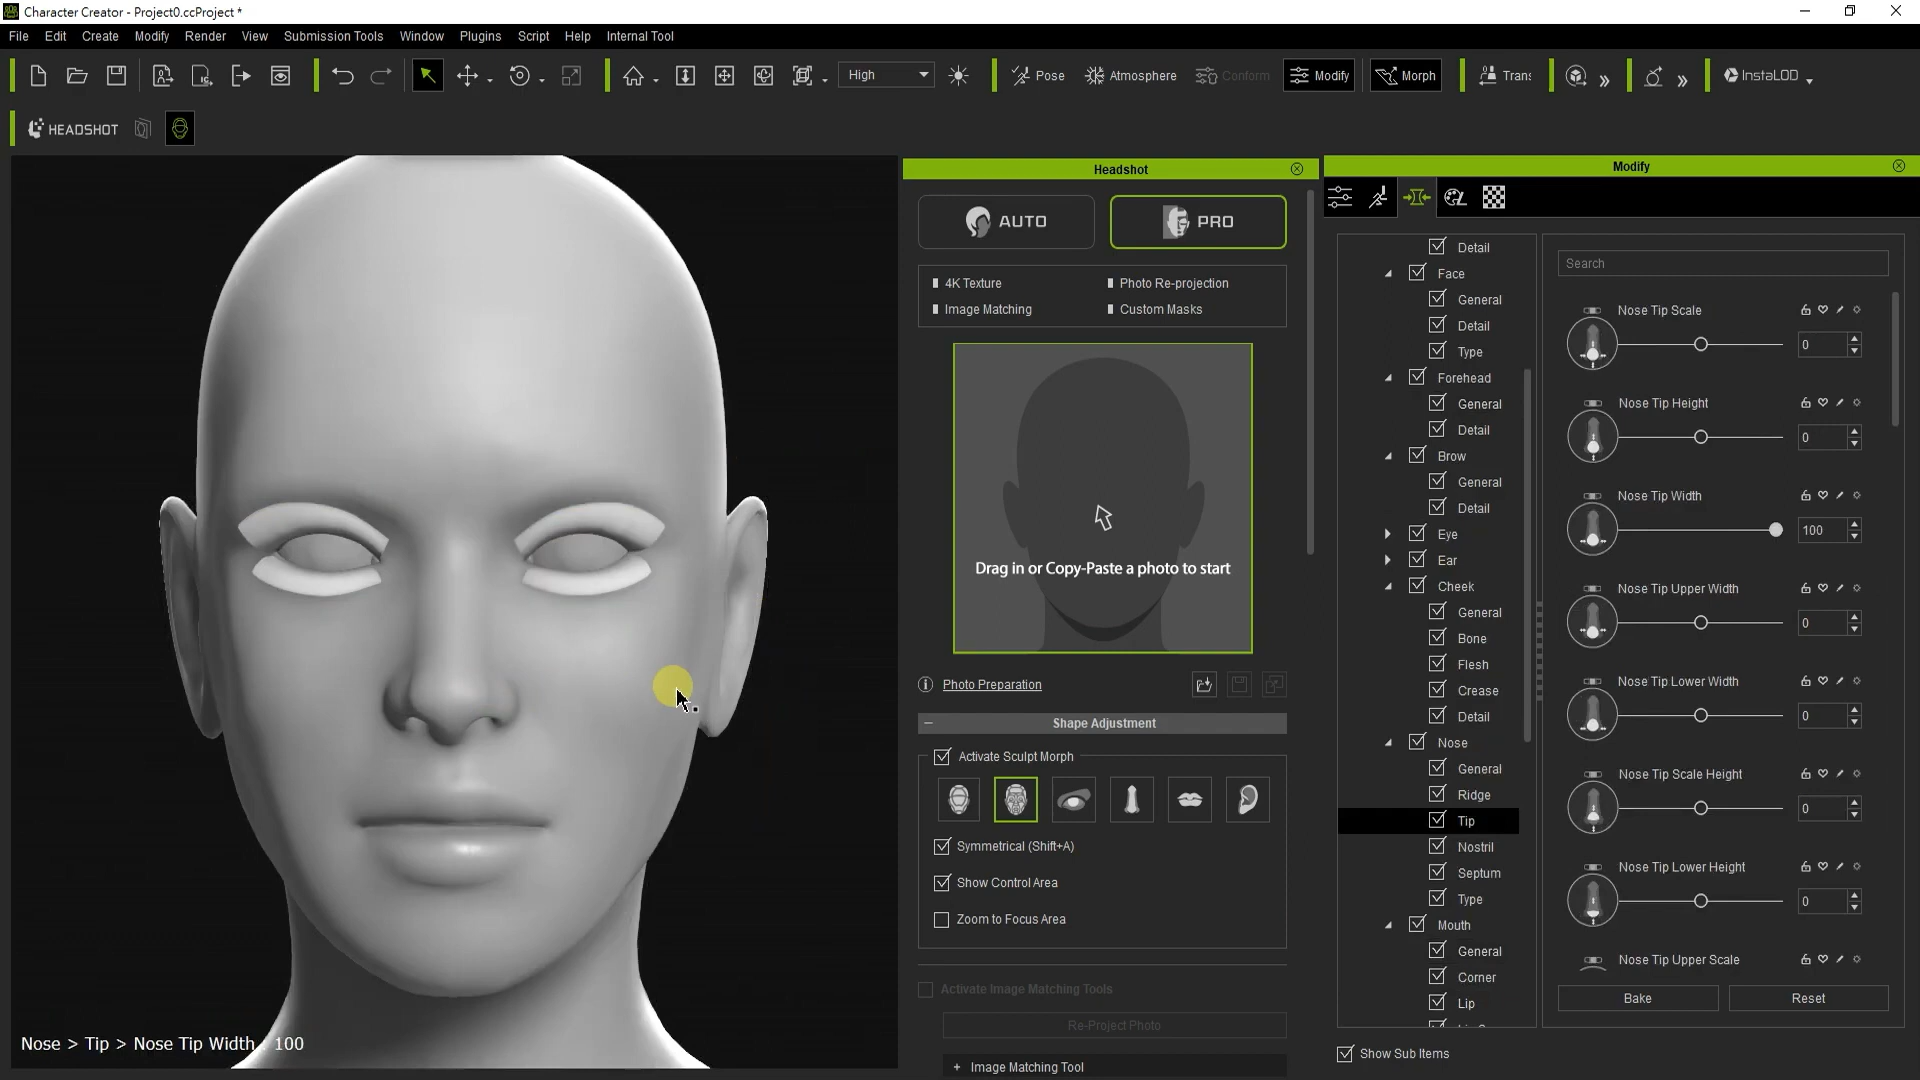 Character Creator - Project0.ccProject *
File Edit Create Modify Render View Submission Tools Window Plugins Script Help Internal Tool
High Pose Atmosphere Conform Modify Morph Trans InstaLOD
HEADSHOT
Headshot
AUTO PRO
4K Texture Photo Re-projection
Image Matching Custom Masks
Drag in or Copy-Paste a photo to start
Photo Preparation
Shape Adjustment
Activate Sculpt Morph
Symmetrical (Shift+A)
Show Control Area
Zoom to Focus Area
Activate Image Matching Tools
Re-Project Photo
+ Image Matching Tool
Nose > Tip > Nose Tip Width 100
Modify
Detail
Face
General
Detail
Type
Forehead
General
Detail
Brow
General
Detail
Eye
Ear
Cheek
General
Bone
Flesh
Crease
Detail
Nose
General
Ridge
Tip
Nostril
Septum
Type
Mouth
General
Corner
Lip
Show Sub Items
Search
Nose Tip Scale
0
Nose Tip Height
0
Nose Tip Width
100
Nose Tip Upper Width
0
Nose Tip Lower Width
0
Nose Tip Scale Height
0
Nose Tip Lower Height
0
Nose Tip Upper Scale
Bake Reset